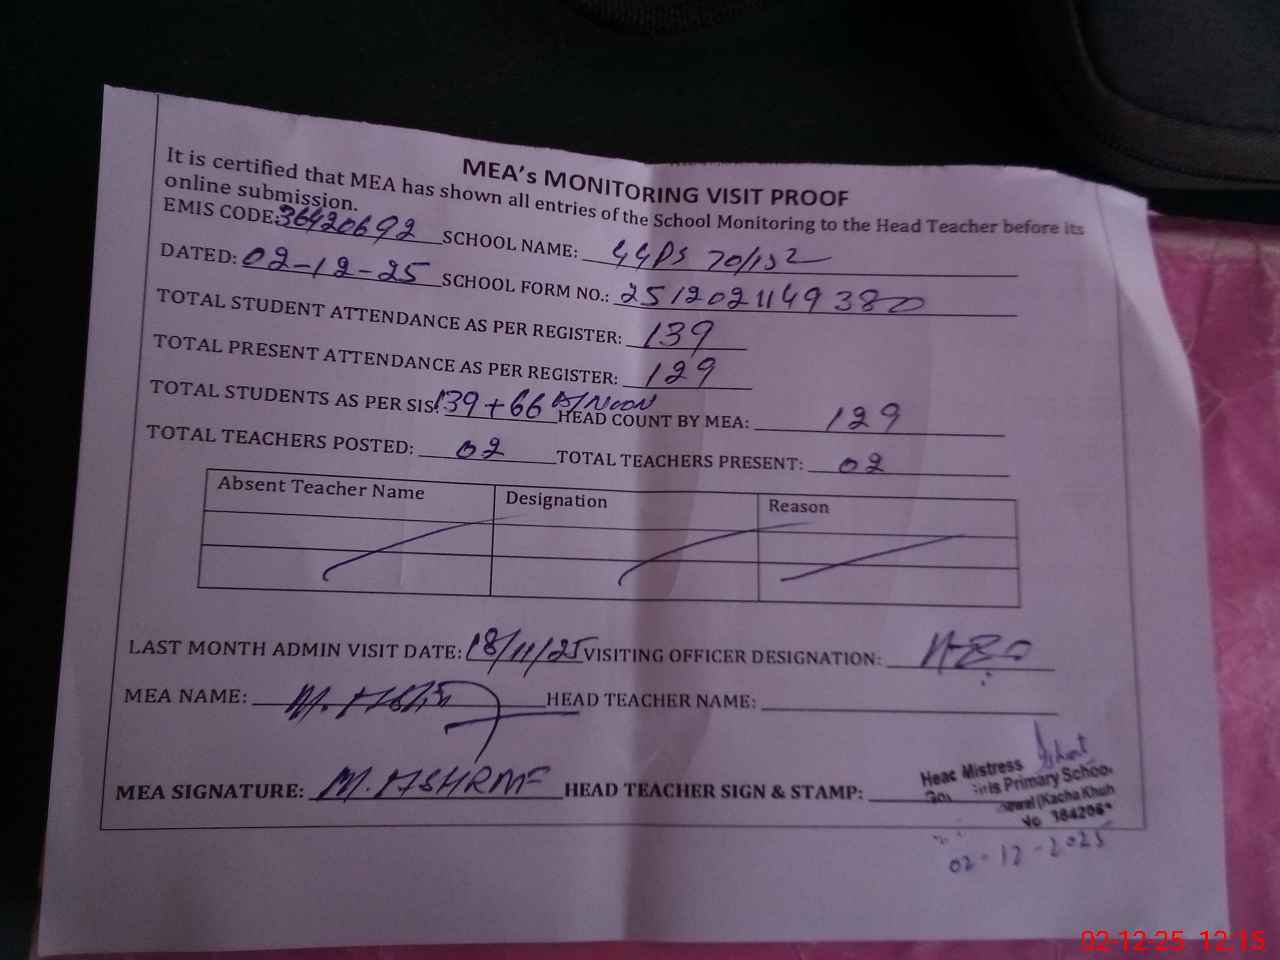 MEA's MONITORING VISIT PROOF
It is certified that MEA has shown all entries of the School Monitoring to the Head Teacher before its
online submission.
EMIS CODE: 36420692 SCHOOL NAME: GGPS 70/15 L
DATED: 02-12-25 SCHOOL FORM NO.: 2512021149380
TOTAL STUDENT ATTENDANCE AS PER REGISTER: 139
TOTAL PRESENT ATTENDANCE AS PER REGISTER: 129
TOTAL STUDENTS AS PER SIS: 139+66 A/Noon HEAD COUNT BY MEA: 129
TOTAL TEACHERS POSTED: 02 TOTAL TEACHERS PRESENT: 02
Absent Teacher Name Designation Reason
LAST MONTH ADMIN VISIT DATE: 18/11/25 VISITING OFFICER DESIGNATION:
MEA NAME: M. HEAD TEACHER NAME:
MEA SIGNATURE: M. ASHRAF HEAD TEACHER SIGN & STAMP:
Head Mistress
Primary School
(Kacha Khuh
No
02-12-2025
02-12-25 12:15